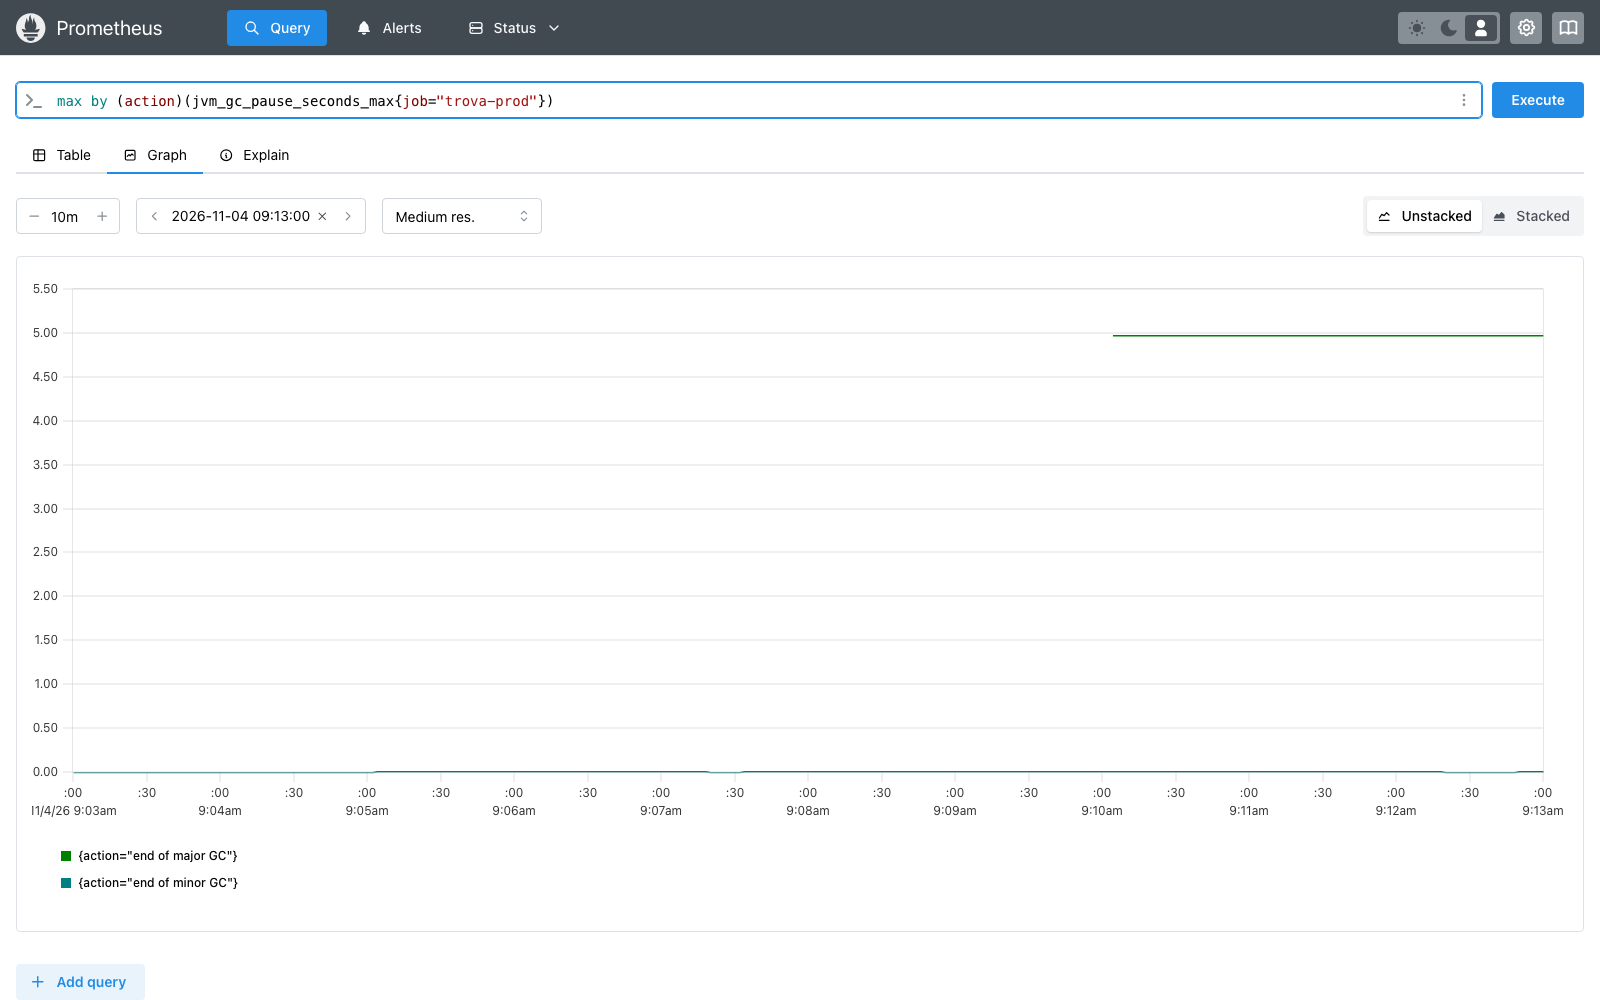 Prometheus
Query
Alerts
Status
max by (action)(jvm_gc_pause_seconds_max{job="trova-prod"})
Execute
Table
Graph
Explain
10m
2026-11-04 09:13:00
Medium res.
Unstacked
Stacked
5.50
5.00
4.50
4.00
3.50
3.00
2.50
2.00
1.50
1.00
0.50
0.00
:00 :30 :00 :30 :00 :30 :00 :30 :00 :30 :00 :30 :00 :30 :00 :30 :00 :30 :00 :30 :00
11/4/26 9:03am 9:04am 9:05am 9:06am 9:07am 9:08am 9:09am 9:10am 9:11am 9:12am 9:13am
{action="end of major GC"}
{action="end of minor GC"}
Add query